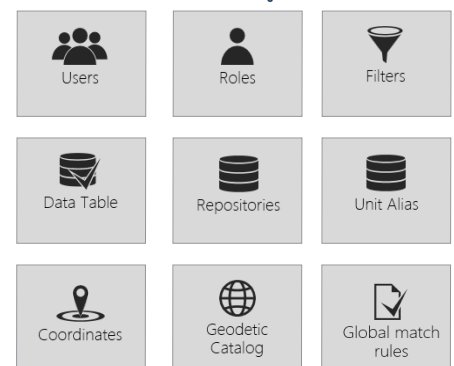 Users
Roles
Filters
Data Table
Repositories
Unit Alias
Coordinates
Geodetic
Catalog
Global match
rules